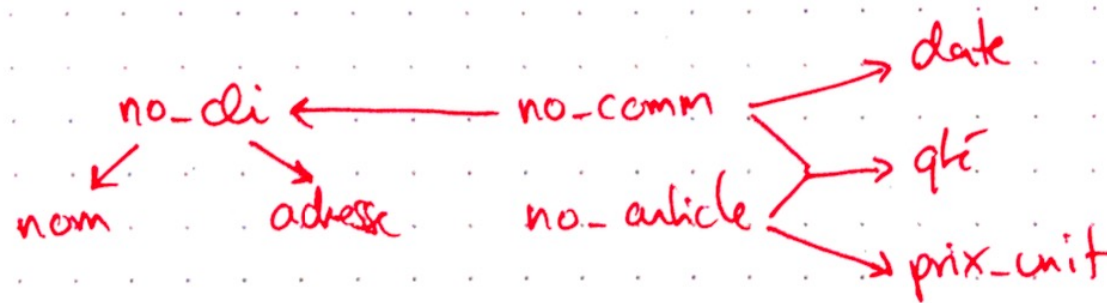 date
no_cli no_comm
qté
nom adresse no_article
prix_unit